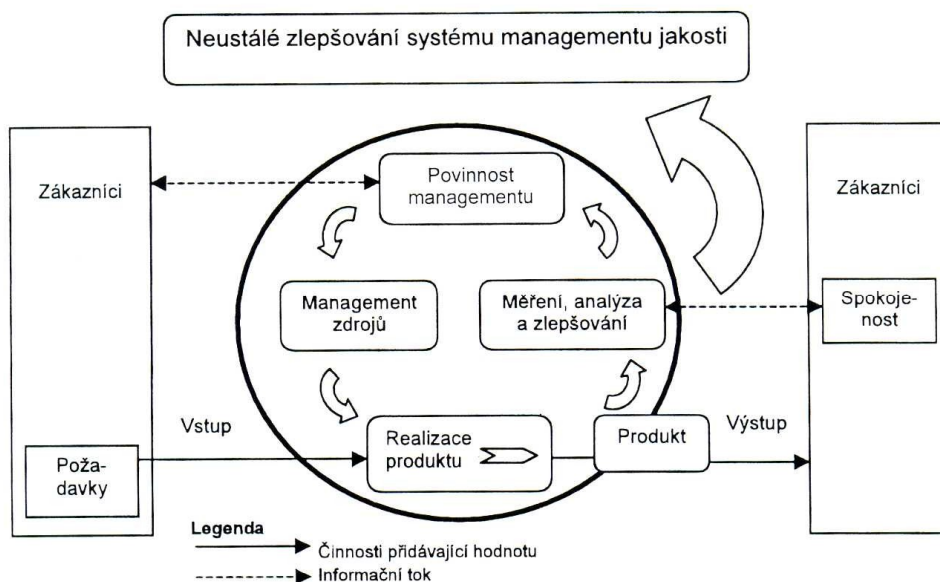 Neustálé zlepšování systému managementu jakosti
Zákazníci
Povinnost
managementu
Zákazníci
Management
zdrojů
Měření, analýza
a zlepšování
Spokoje-
nost
Vstup
Realizace
produktu
Produkt
Výstup
Poža-
davky
Legenda
Činnosti přidávající hodnotu
Informační tok